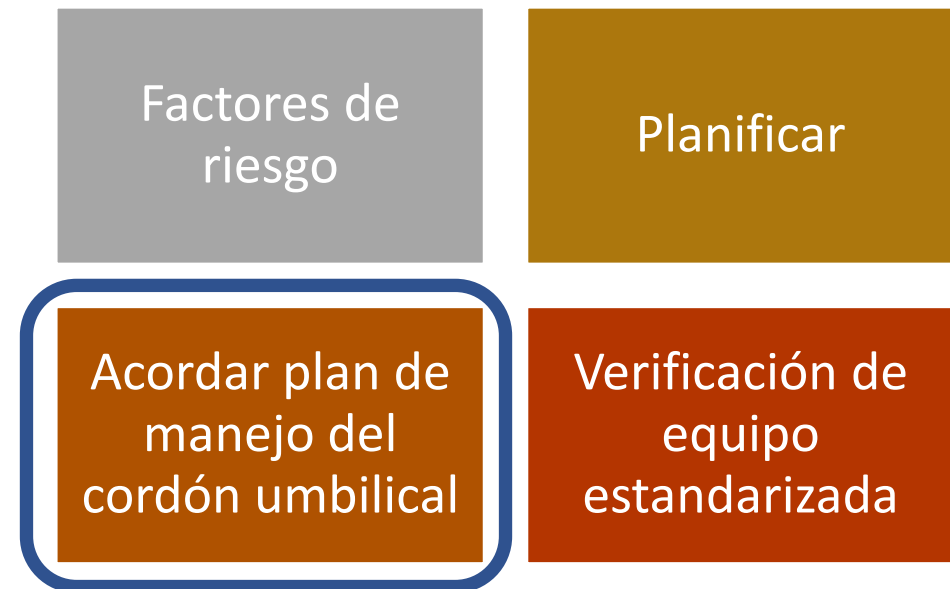 Factores de
riesgo
Planificar
Acordar plan de
manejo del
cordón umbilical
Verificación de
equipo
estandarizada